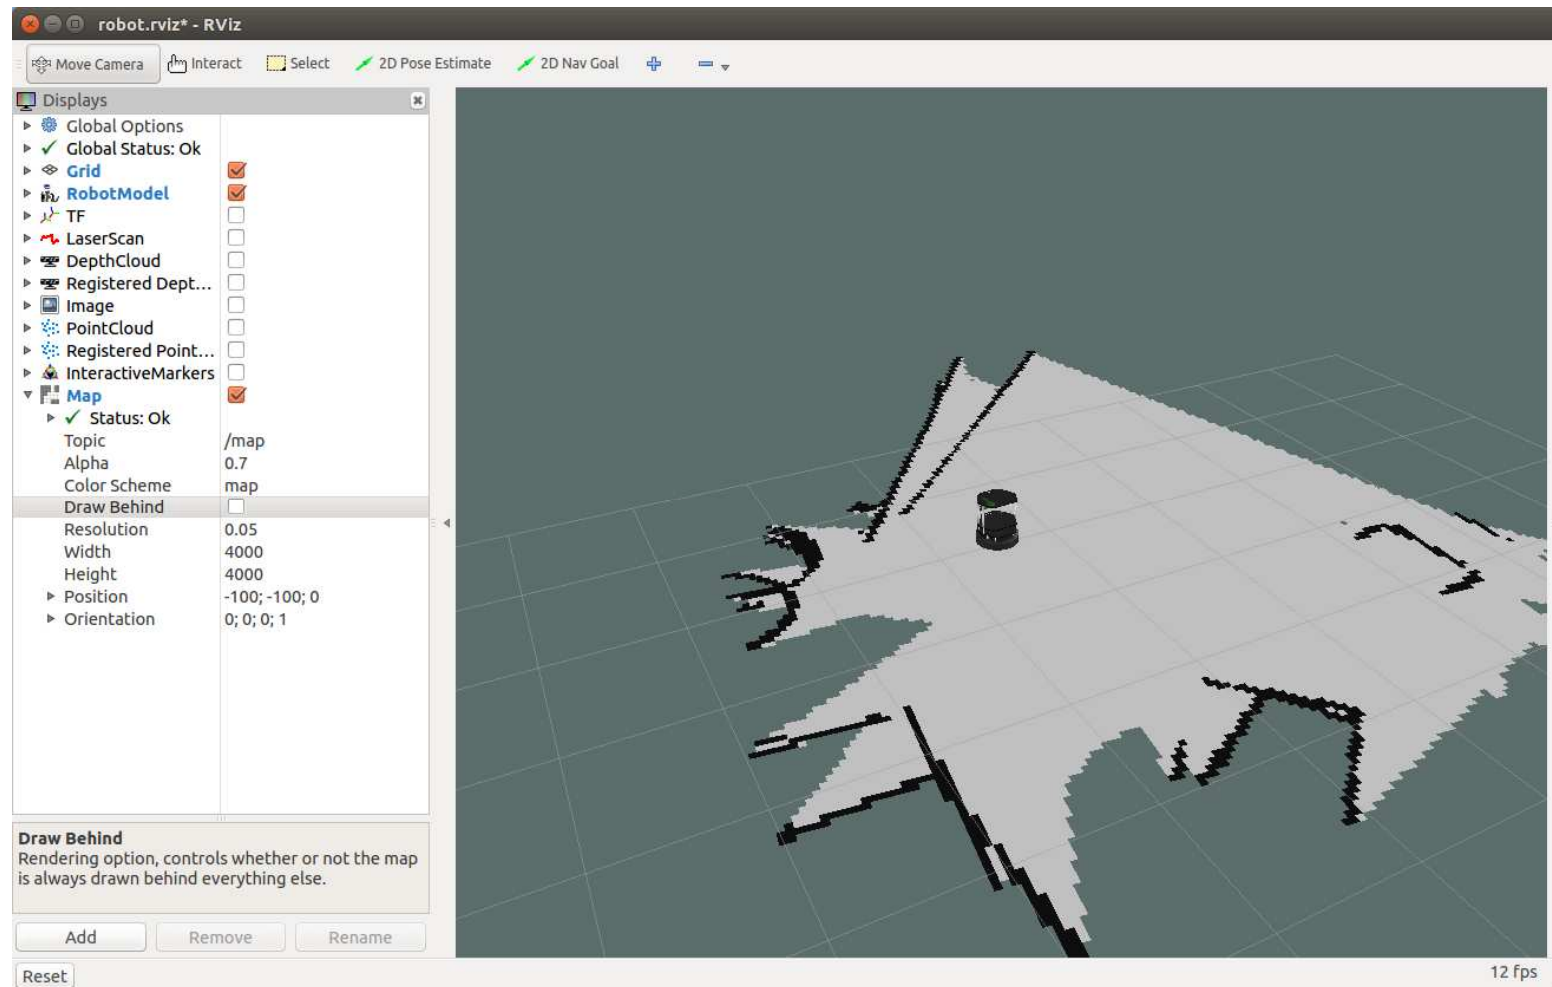 robot.rviz* - RViz
Move Camera Interact Select 2D Pose Estimate 2D Nav Goal
Displays
Global Options
Global Status: Ok
Grid
RobotModel
TF
LaserScan
DepthCloud
Registered Dept...
Image
PointCloud
Registered Point...
InteractiveMarkers
Map
Status: Ok
Topic /map
Alpha 0.7
Color Scheme map
Draw Behind
Resolution 0.05
Width 4000
Height 4000
Position -100; -100; 0
Orientation 0; 0; 0; 1
Draw Behind
Rendering option, controls whether or not the map
is always drawn behind everything else.
Add Remove Rename
Reset 12 fps